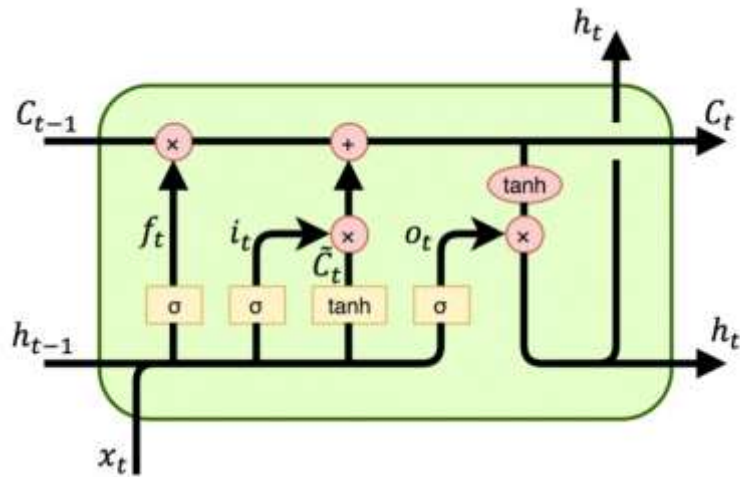 h_t
C_{t-1} × + C_t
tanh
f_t i_t × o_t ×
C̃_t
σ σ tanh σ
h_{t-1} h_t
x_t